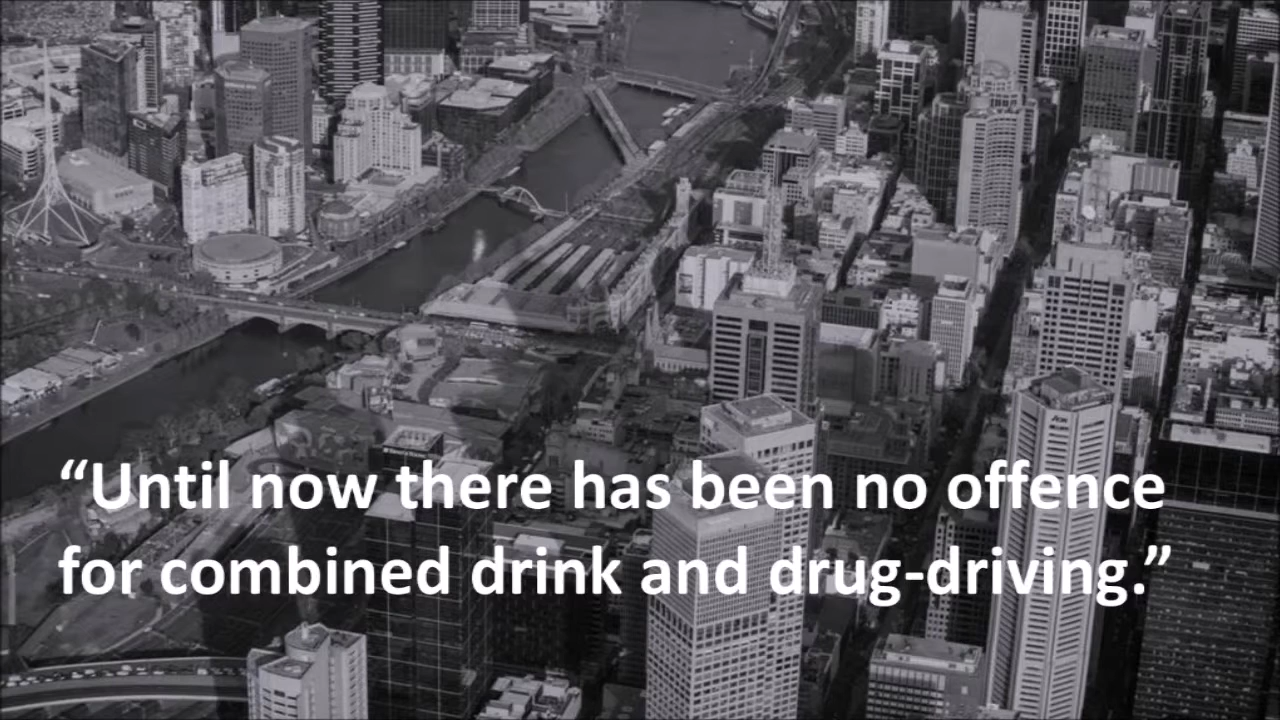 “Until now there has been no offence
for combined drink and drug-driving.”